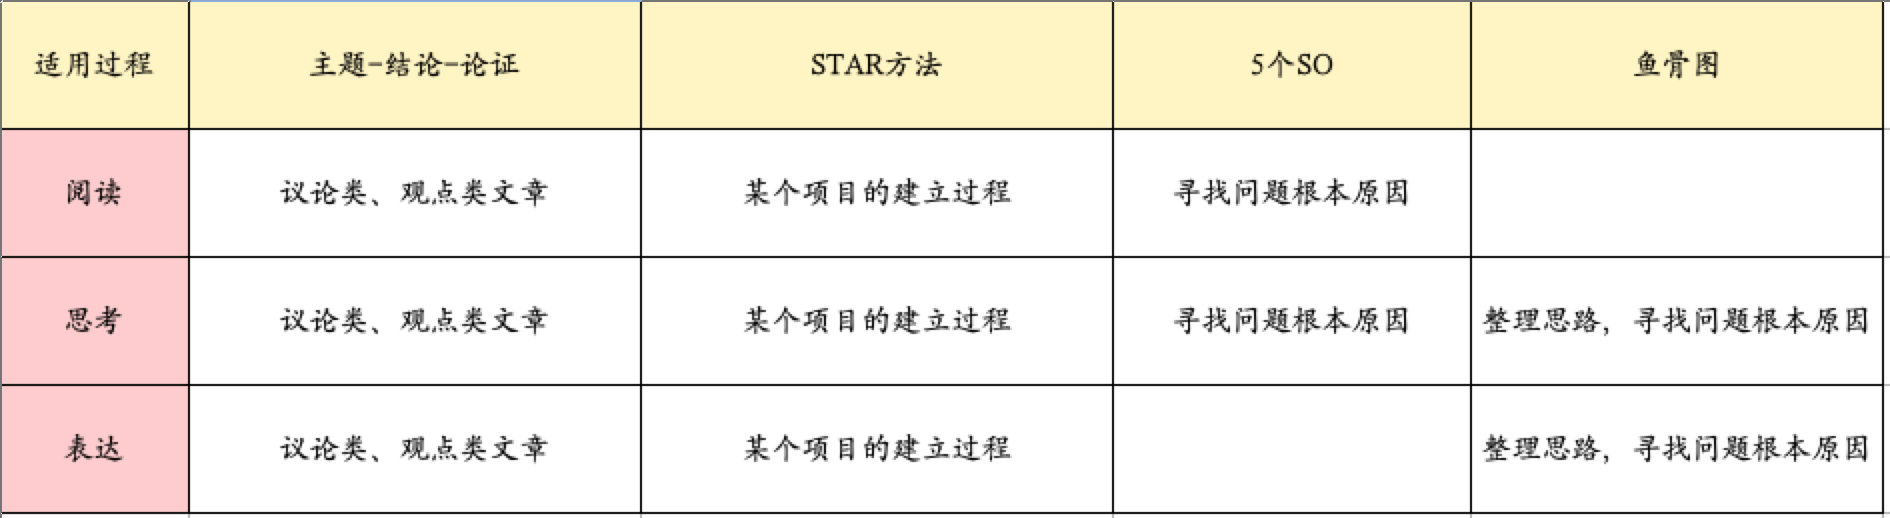 适用过程 主题-结论-论证 STAR方法 5个SO 鱼骨图
阅读 议论类、观点类文章 某个项目的建立过程 寻找问题根本原因
思考 议论类、观点类文章 某个项目的建立过程 寻找问题根本原因 整理思路，寻找问题根本原因
表达 议论类、观点类文章 某个项目的建立过程 整理思路，寻找问题根本原因